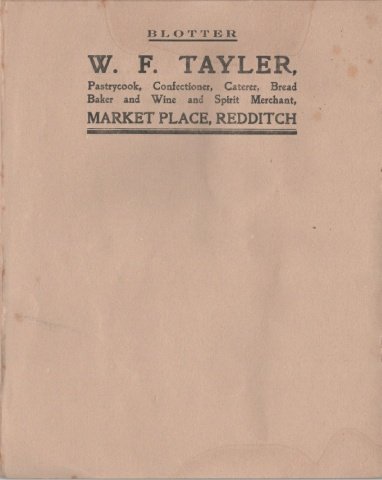 BLOTTER
W. F. TAYLER,
Pastrycook, Confectioner, Caterer, Bread
Baker and Wine and Spirit Merchant,
MARKET PLACE, REDDITCH